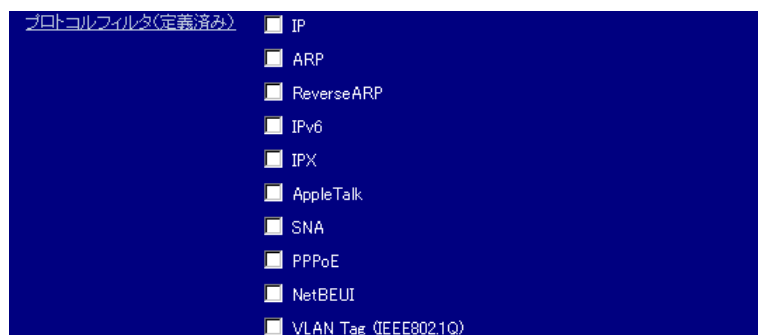 プロトコルフィルタ(定義済み) IP
ARP
ReverseARP
IPv6
IPX
AppleTalk
SNA
PPPoE
NetBEUI
VLAN Tag (IEEE802.1Q)